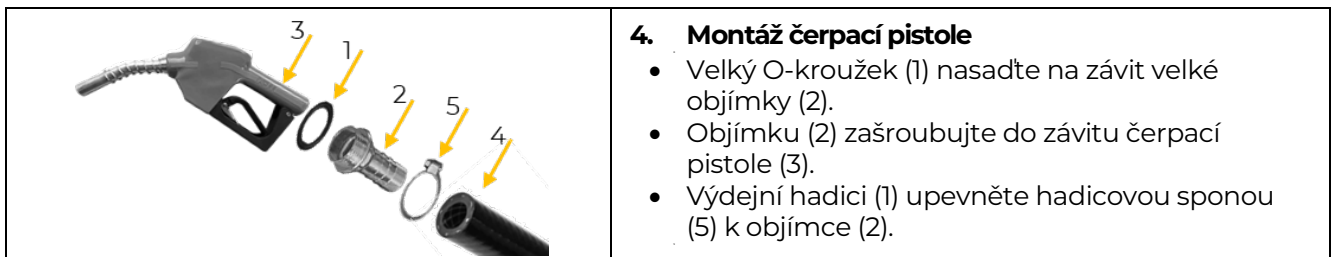 3
1
2
5
4
4. Montáž čerpací pistole
• Velký O-kroužek (1) nasaďte na závit velké
objímky (2).
• Objímku (2) zašroubujte do závitu čerpací
pistole (3).
• Výdejní hadici (1) upevněte hadicovou sponou
(5) k objímce (2).